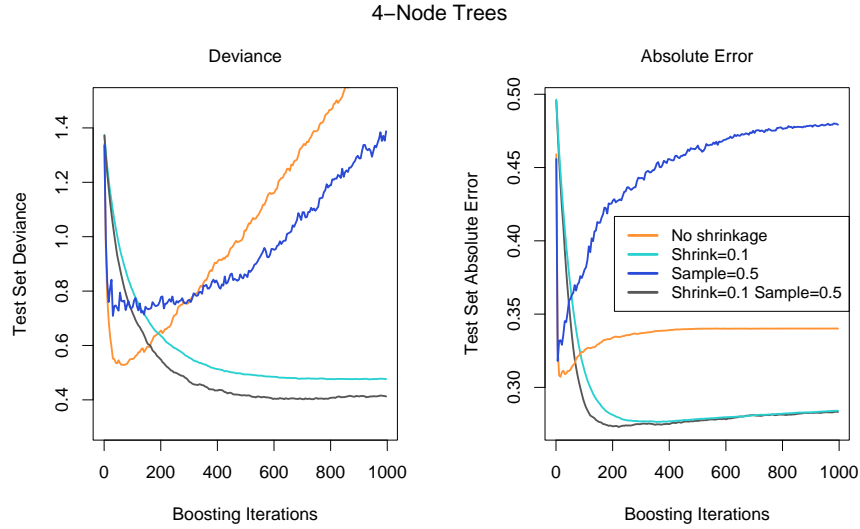 4−Node Trees
Deviance
Test Set Deviance
1.4
1.2
1.0
0.8
0.6
0.4
0 200 400 600 800 1000
Boosting Iterations
Absolute Error
Test Set Absolute Error
0.50
0.45
0.40
0.35
0.30
No shrinkage
Shrink=0.1
Sample=0.5
Shrink=0.1 Sample=0.5
0 200 400 600 800 1000
Boosting Iterations